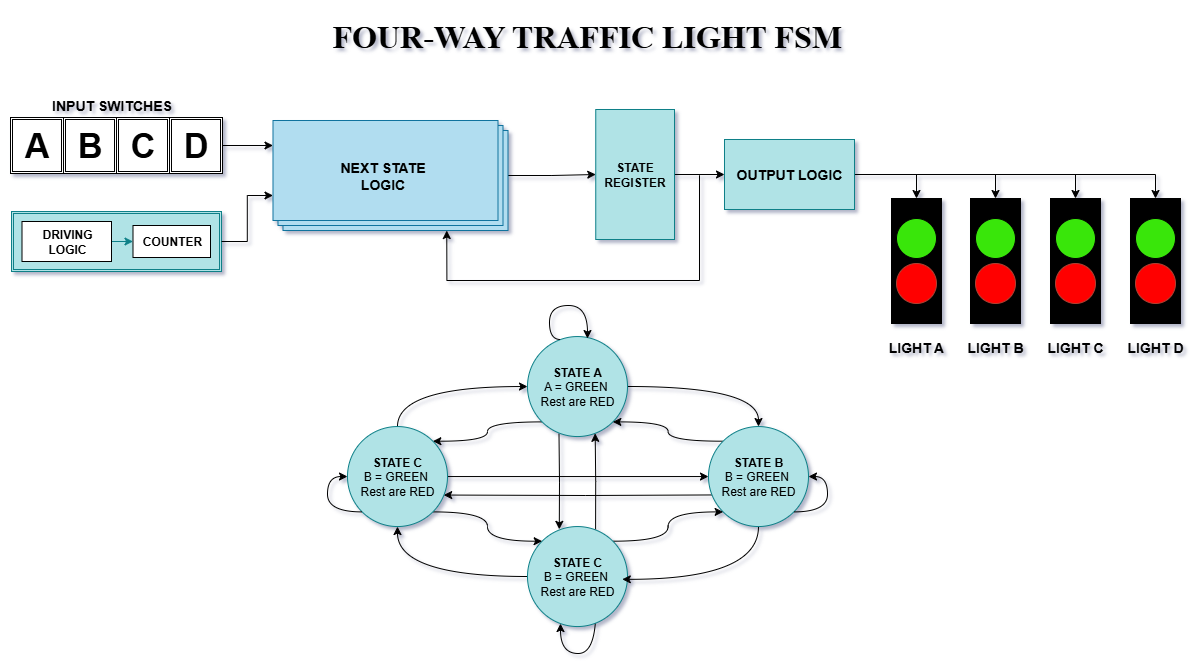 FOUR-WAY TRAFFIC LIGHT FSM
INPUT SWITCHES
A B C D
DRIVING
LOGIC
COUNTER
NEXT STATE
LOGIC
STATE
REGISTER
OUTPUT LOGIC
LIGHT A
LIGHT B
LIGHT C
LIGHT D
STATE A
A = GREEN
Rest are RED
STATE C
B = GREEN
Rest are RED
STATE B
B = GREEN
Rest are RED
STATE C
B = GREEN
Rest are RED